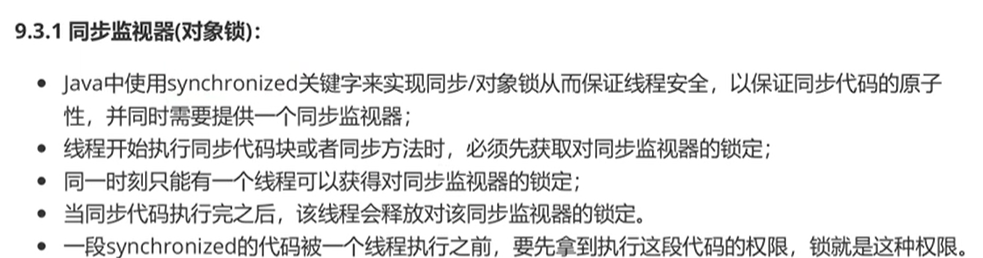 9.3.1 同步监视器(对象锁)：
• Java中使用synchronized关键字来实现同步/对象锁从而保证线程安全，以保证同步代码的原子
性，并同时需要提供一个同步监视器；
• 线程开始执行同步代码块或者同步方法时，必须先获取对同步监视器的锁定；
• 同一时刻只能有一个线程可以获得对同步监视器的锁定；
• 当同步代码执行完之后，该线程会释放对该同步监视器的锁定。
• 一段synchronized的代码被一个线程执行之前，要先拿到执行这段代码的权限，锁就是这种权限。